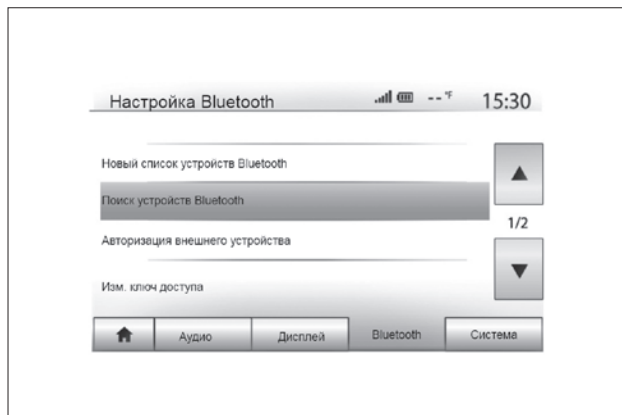 Настройка Bluetooth -- °F 15:30
Новый список устройств Bluetooth
Поиск устройств Bluetooth
1/2
Авторизация внешнего устройства
Изм. ключ доступа
Аудио Дисплей Bluetooth Система